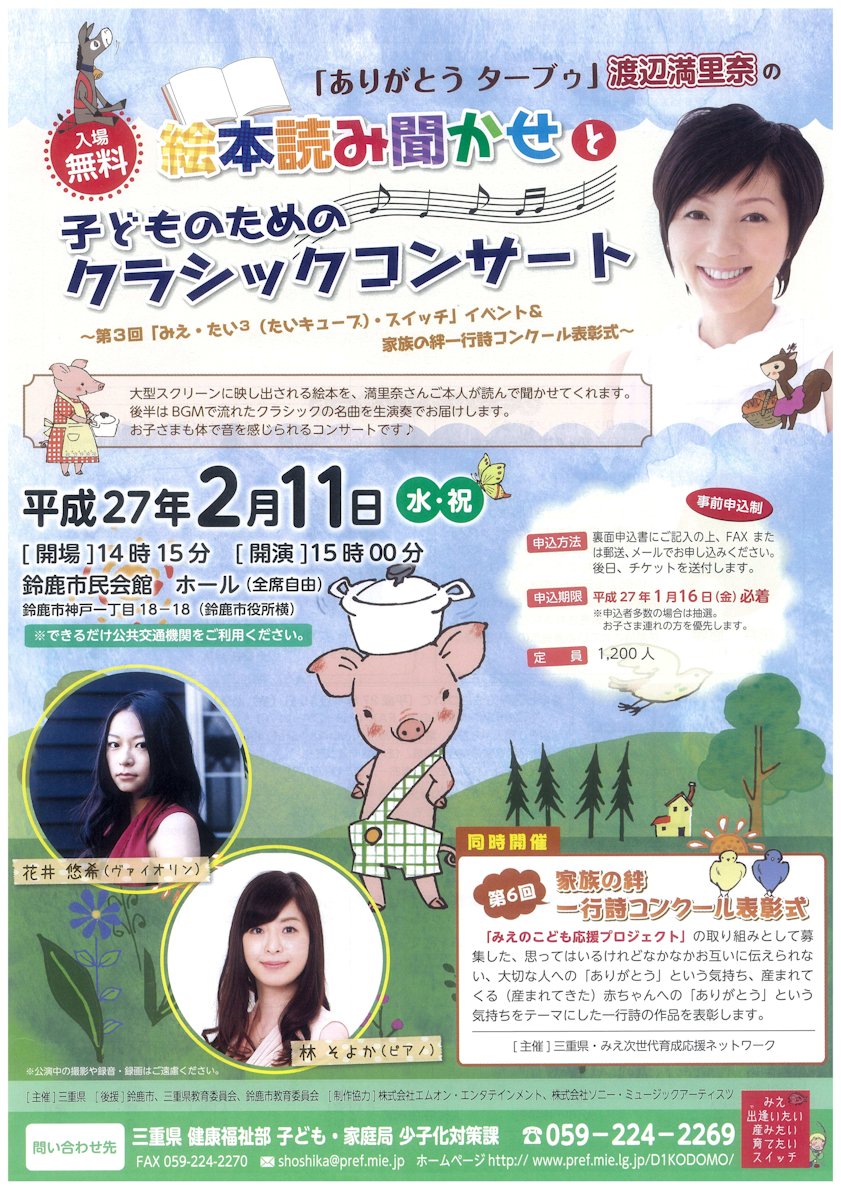 「ありがとう ターブゥ」渡辺満里奈の
入場
無料
絵本読み聞かせと
子どものための
クラシックコンサート
～第3回「みえ・たい³（たいキューブ）・スイッチ」イベント&
家族の絆一行詩コンクール表彰式～
大型スクリーンに映し出される絵本を、満里奈さんご本人が読んで聞かせてくれます。
後半はBGMで流れたクラシックの名曲を生演奏でお届けします。
お子さまも体で音を感じられるコンサートです♪
平成27年2月11日 水・祝
[ 開場 ]14時15分 [ 開演 ]15時00分
鈴鹿市民会館 ホール（全席自由）
鈴鹿市神戸一丁目18－18（鈴鹿市役所横）
※できるだけ公共交通機関をご利用ください。
事前申込制
申込方法 裏面申込書にご記入の上、FAX また
は郵送、メールでお申し込みください。
後日、チケットを送付します。
申込期限 平成27年1月16日(金) 必着
※申込者多数の場合は抽選。
お子さま連れの方を優先します。
定員 1,200人
花井 悠希（ヴァイオリン）
林 そよか（ピアノ）
同時開催
第6回
家族の絆
一行詩コンクール表彰式
「みえのこども応援プロジェクト」の取り組みとして募
集した、思ってはいるけれどなかなかお互いに伝えられな
い、大切な人への「ありがとう」という気持ち、産まれて
くる（産まれてきた）赤ちゃんへの「ありがとう」という
気持ちをテーマにした一行詩の作品を表彰します。
[ 主催 ] 三重県・みえ次世代育成応援ネットワーク
※公演中の撮影や録音・録画はご遠慮ください。
[ 主催 ] 三重県 [ 後援 ] 鈴鹿市、三重県教育委員会、鈴鹿市教育委員会 [ 制作協力 ] 株式会社エムオン・エンタテインメント、株式会社ソニー・ミュージックアーティスツ
問い合わせ先
三重県 健康福祉部 子ども・家庭局 少子化対策課 ☎059－224－2269
FAX 059-224-2270 ✉shoshika@pref.mie.jp ホームページ http:// www.pref.mie.lg.jp/D1KODOMO/
みえ
で
出逢いたい
産みたい
育てたい
スイッチ